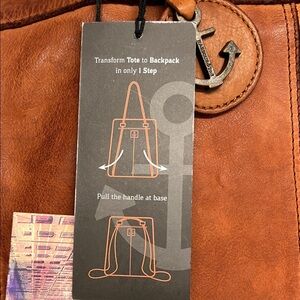 Transform Tote to Backpack
in only 1 Step
Pull the handle at base